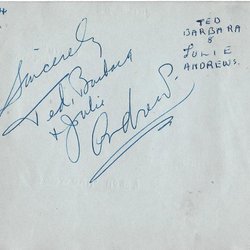 Sincerely
Ted, Barbara
& Julie
Andrews.
TED
BARBARA
&
JULIE
ANDREWS.